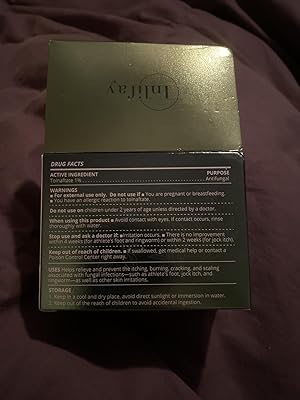 Inlifay
DRUG FACTS
ACTIVE INGREDIENT PURPOSE
Tolnaftate 1% Antifungal
WARNINGS
■ For external use only. Do not use if ■ You are pregnant or breastfeeding.
■ You have an allergic reaction to tolnaftate.
Do not use on children under 2 years of age unless directed by a doctor.
When using this product ■ Avoid contact with eyes. If contact occurs, rinse
thoroughly with water.
Stop use and ask a doctor if: ■ Irritation occurs. ■ There is no improvement
within 4 weeks (for athlete's foot and ringworm) or within 2 weeks (for jock itch).
Keep out of reach of children. ■ If swallowed, get medical help or contact a
Poison Control Center right away.
USES Helps relieve and prevent the itching, burning, cracking, and scaling
associated with fungal infections—such as athlete's foot, jock itch, and
ringworm—as well as other skin irritations.
STORAGE
1. Keep in a cool and dry place, avoid direct sunlight or immersion in water.
2. Keep out of the reach of children to avoid accidental ingestion.